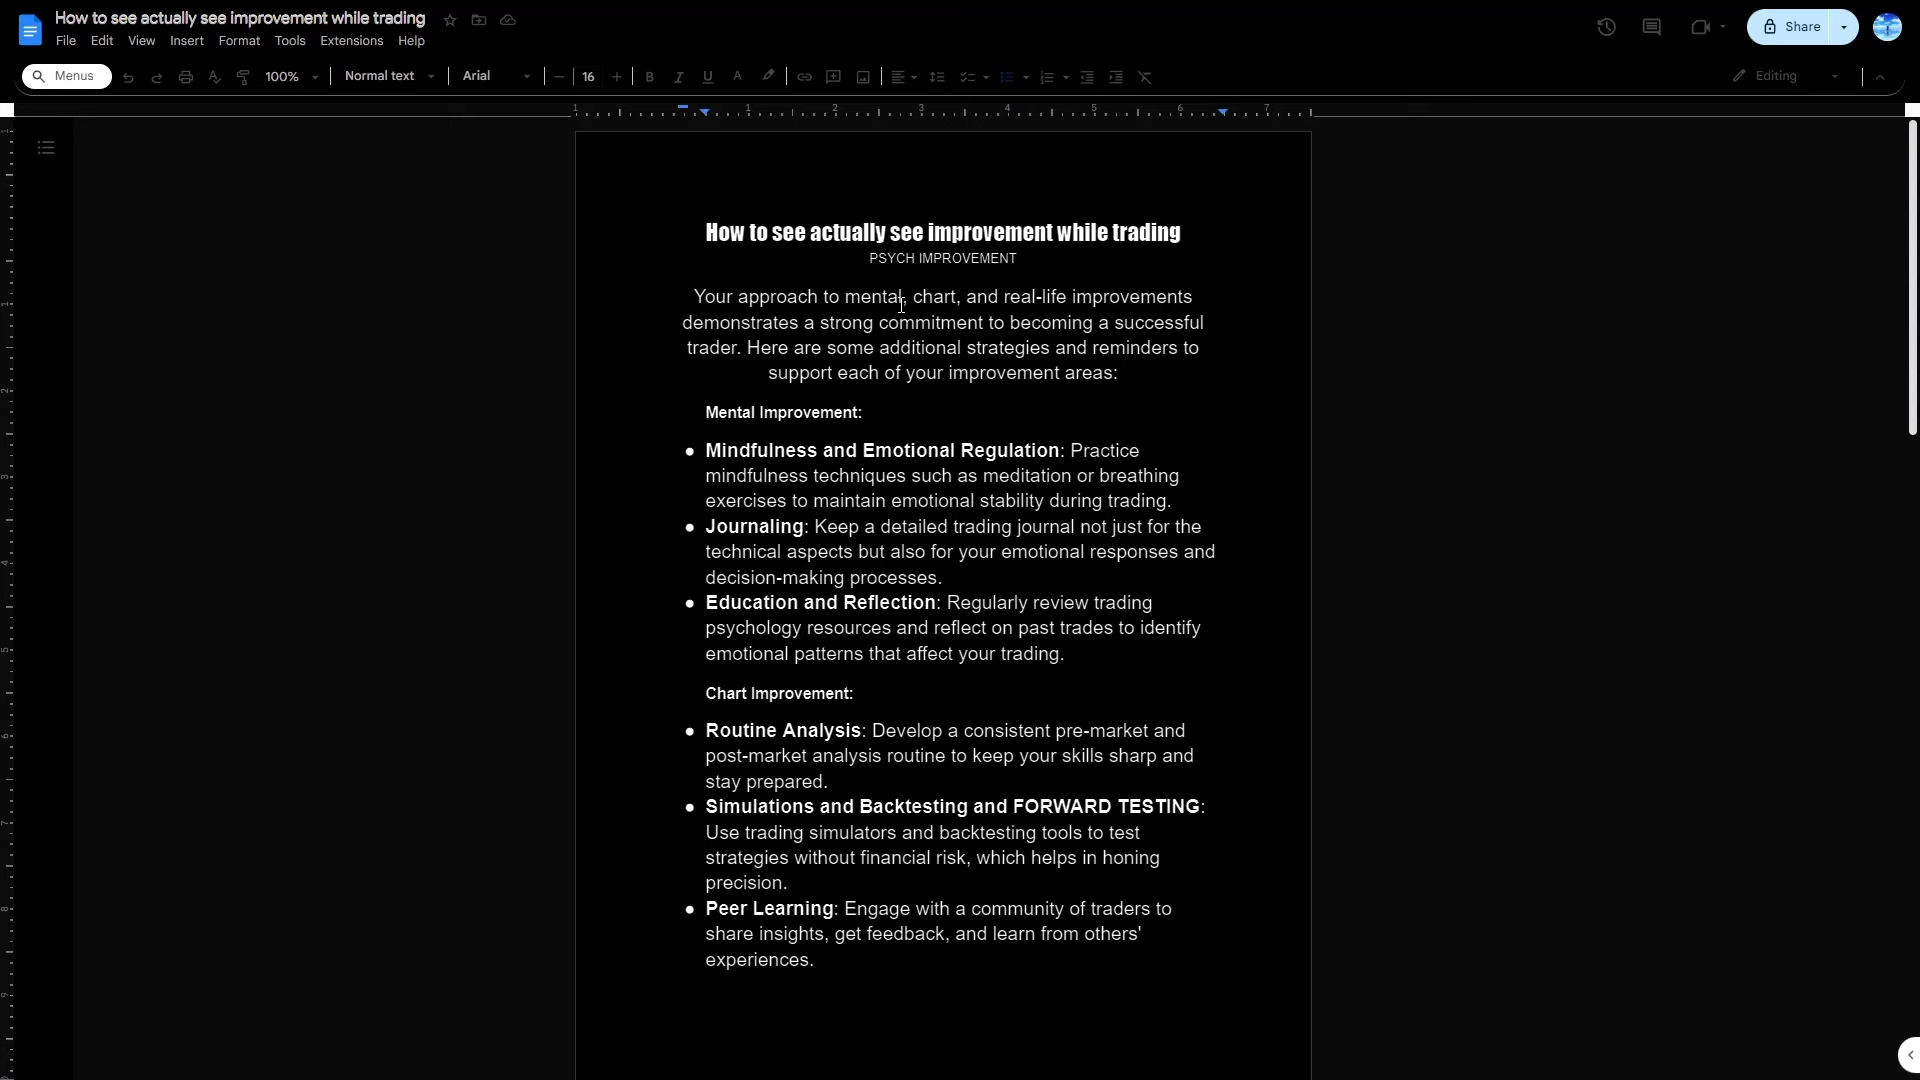 How to see actually see improvement while trading
File Edit View Insert Format Tools Extensions Help
Share
Menus
100%
Normal text
Arial
16
Editing
1 1 2 3 4 5 6 7
How to see actually see improvement while trading
PSYCH IMPROVEMENT
Your approach to mental, chart, and real-life improvements
demonstrates a strong commitment to becoming a successful
trader. Here are some additional strategies and reminders to
support each of your improvement areas:
Mental Improvement:
● Mindfulness and Emotional Regulation: Practice
mindfulness techniques such as meditation or breathing
exercises to maintain emotional stability during trading.
● Journaling: Keep a detailed trading journal not just for the
technical aspects but also for your emotional responses and
decision-making processes.
● Education and Reflection: Regularly review trading
psychology resources and reflect on past trades to identify
emotional patterns that affect your trading.
Chart Improvement:
● Routine Analysis: Develop a consistent pre-market and
post-market analysis routine to keep your skills sharp and
stay prepared.
● Simulations and Backtesting and FORWARD TESTING:
Use trading simulators and backtesting tools to test
strategies without financial risk, which helps in honing
precision.
● Peer Learning: Engage with a community of traders to
share insights, get feedback, and learn from others'
experiences.